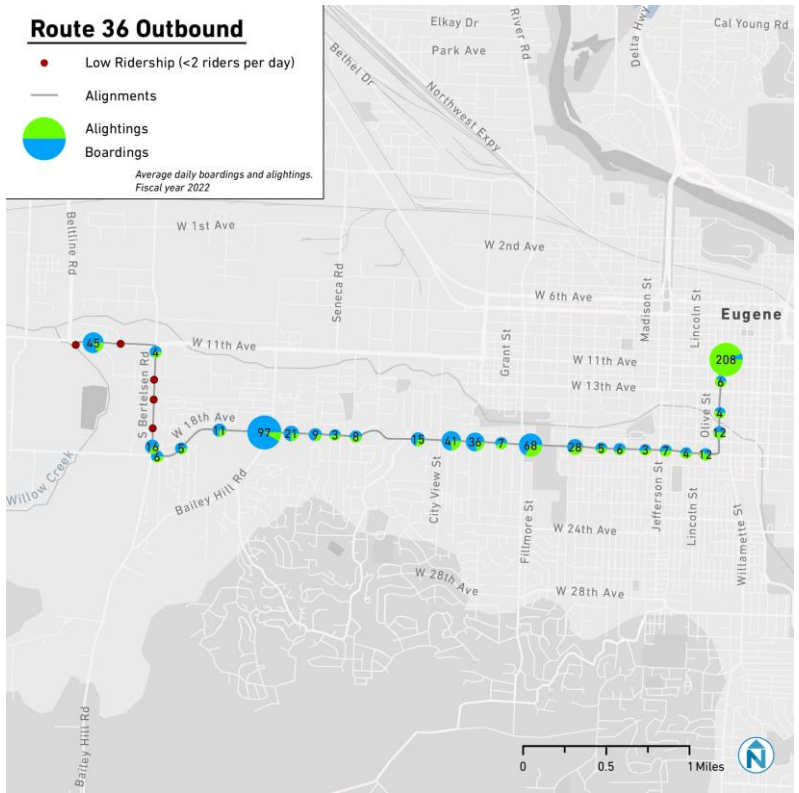 Route 36 Outbound
Low Ridership (<2 riders per day)
Alignments
Alightings
Boardings
Average daily boardings and alightings.
Fiscal year 2022
Elkay Dr
Park Ave
River Rd
Delta Hwy
Cal Young Rd
Bethel Dr
Northwest Expy
Beltline Rd
W 1st Ave
W 2nd Ave
Seneca Rd
W 6th Ave
Madison St
Lincoln St
Eugene
Grant St
W 11th Ave
W 11th Ave
W 13th Ave
45
4
208
6
S Bertelsen Rd
W 18th Ave
Olive St
4
11
97
21
9
3
8
15
41
36
7
68
28
5
6
3
7
4
12
12
16
6
5
Willow Creek
Bailey Hill Rd
City View St
Fillmore St
Jefferson St
Lincoln St
Willamette St
W 24th Ave
W 28th Ave
W 28th Ave
Bailey Hill Rd
0
0.5
1 Miles
N